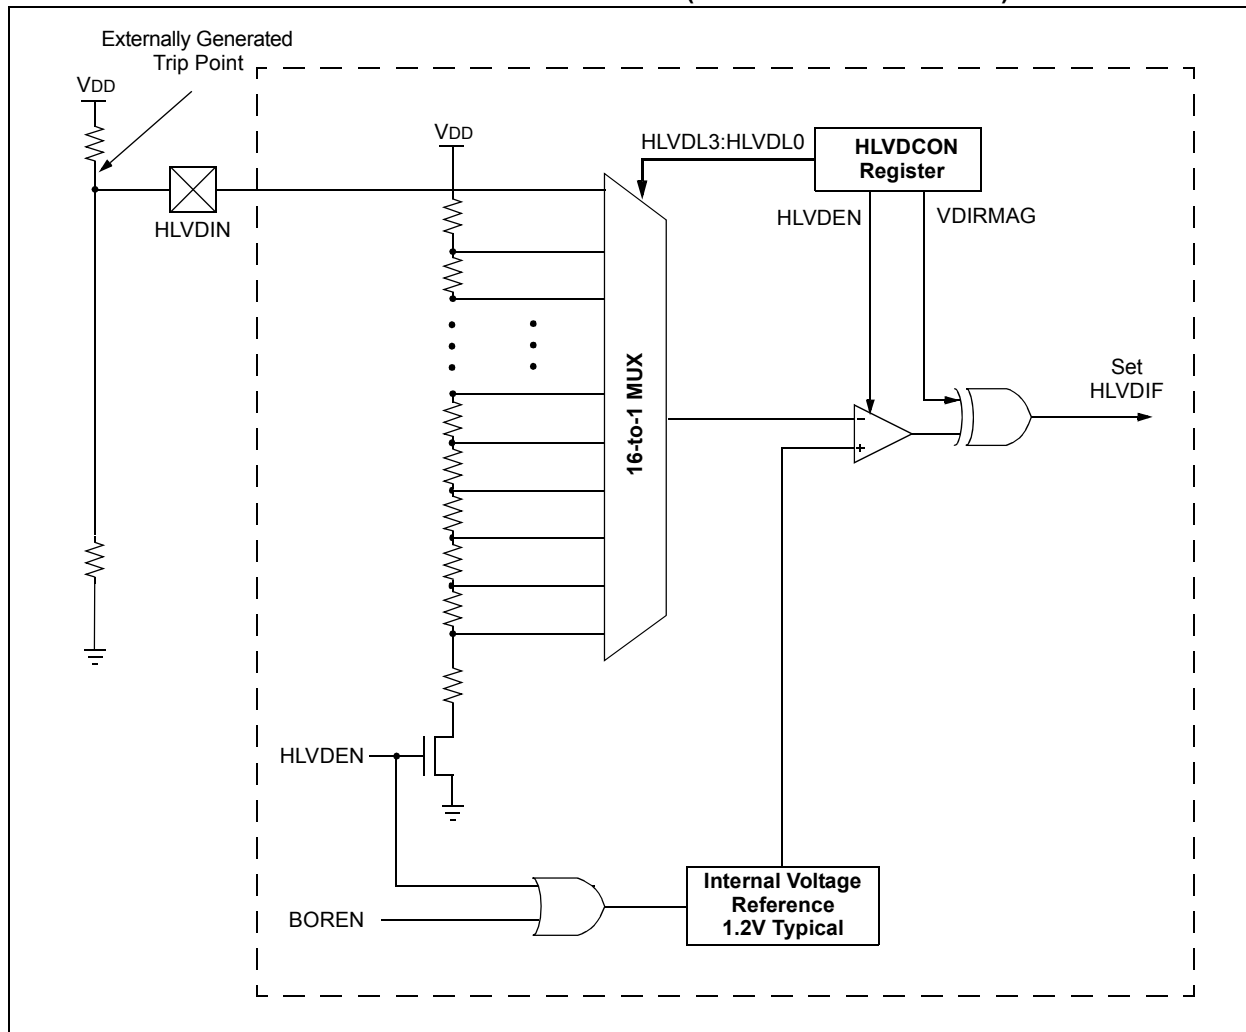 Externally Generated
Trip Point
VDD
HLVDIN
VDD
HLVDL3:HLVDL0
HLVDCON
Register
HLVDEN
VDIRMAG
16-to-1 MUX
–
+
Set
HLVDIF
HLVDEN
BOREN
Internal Voltage
Reference
1.2V Typical